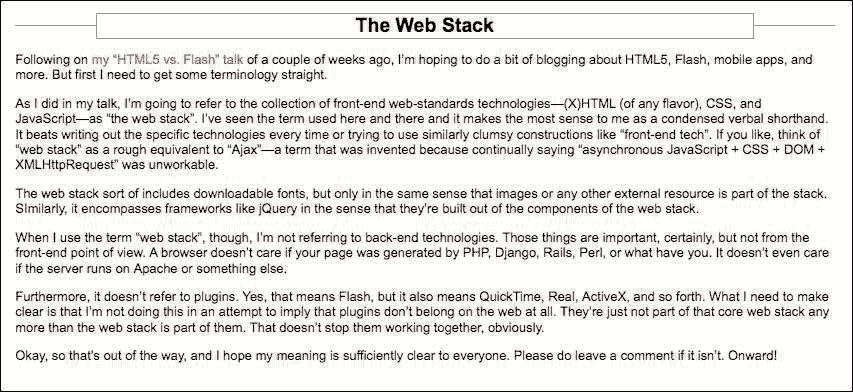 The Web Stack
Following on my “HTML5 vs. Flash” talk of a couple of weeks ago, I’m hoping to do a bit of blogging about HTML5, Flash, mobile apps, and
more. But first I need to get some terminology straight.
As I did in my talk, I’m going to refer to the collection of front-end web-standards technologies—(X)HTML (of any flavor), CSS, and
JavaScript—as “the web stack”. I’ve seen the term used here and there and it makes the most sense to me as a condensed verbal shorthand.
It beats writing out the specific technologies every time or trying to use similarly clumsy constructions like “front-end tech”. If you like, think of
“web stack” as a rough equivalent to “Ajax”—a term that was invented because continually saying “asynchronous JavaScript + CSS + DOM +
XMLHttpRequest” was unworkable.
The web stack sort of includes downloadable fonts, but only in the same sense that images or any other external resource is part of the stack.
SImilarly, it encompasses frameworks like jQuery in the sense that they’re built out of the components of the web stack.
When I use the term “web stack”, though, I’m not referring to back-end technologies. Those things are important, certainly, but not from the
front-end point of view. A browser doesn’t care if your page was generated by PHP, Django, Rails, Perl, or what have you. It doesn’t even care
if the server runs on Apache or something else.
Furthermore, it doesn’t refer to plugins. Yes, that means Flash, but it also means QuickTime, Real, ActiveX, and so forth. What I need to make
clear is that I’m not doing this in an attempt to imply that plugins don’t belong on the web at all. They’re just not part of that core web stack any
more than the web stack is part of them. That doesn’t stop them working together, obviously.
Okay, so that’s out of the way, and I hope my meaning is sufficiently clear to everyone. Please do leave a comment if it isn’t. Onward!